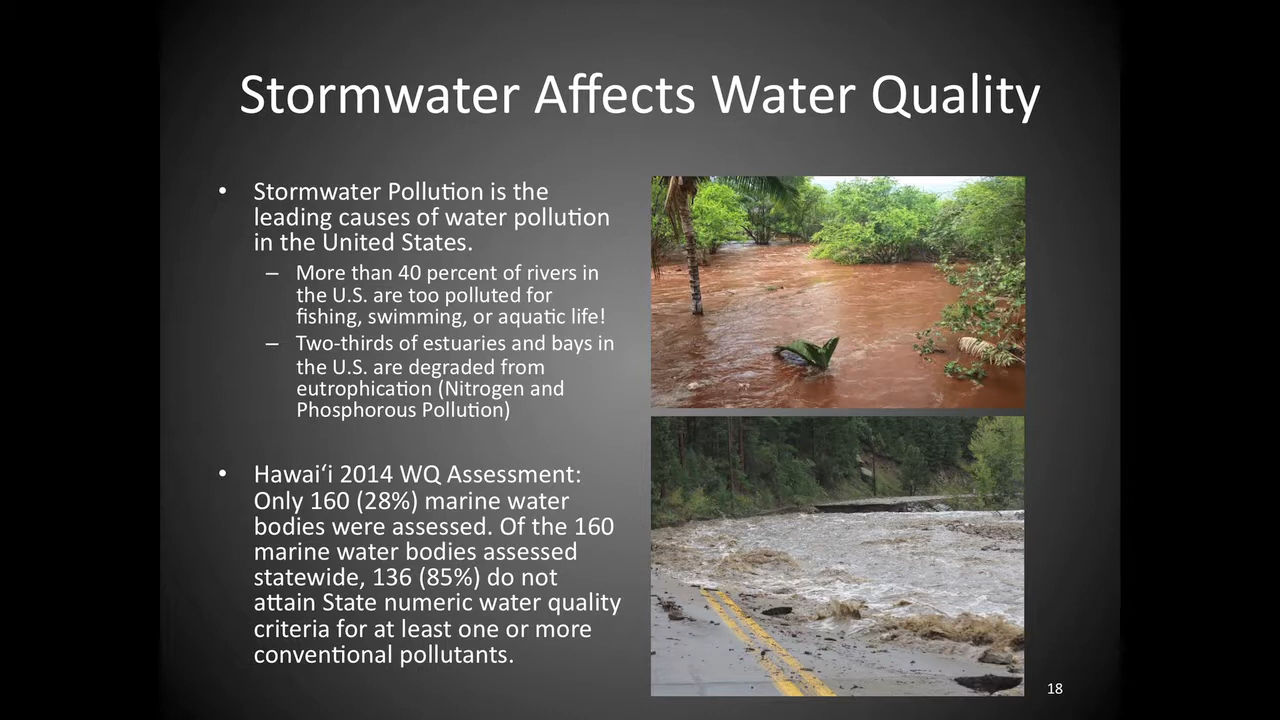 Stormwater Affects Water Quality
• Stormwater Pollution is the
leading causes of water pollution
in the United States.
– More than 40 percent of rivers in
the U.S. are too polluted for
fishing, swimming, or aquatic life!
– Two-thirds of estuaries and bays in
the U.S. are degraded from
eutrophication (Nitrogen and
Phosphorous Pollution)
• Hawai‘i 2014 WQ Assessment:
Only 160 (28%) marine water
bodies were assessed. Of the 160
marine water bodies assessed
statewide, 136 (85%) do not
attain State numeric water quality
criteria for at least one or more
conventional pollutants.
18